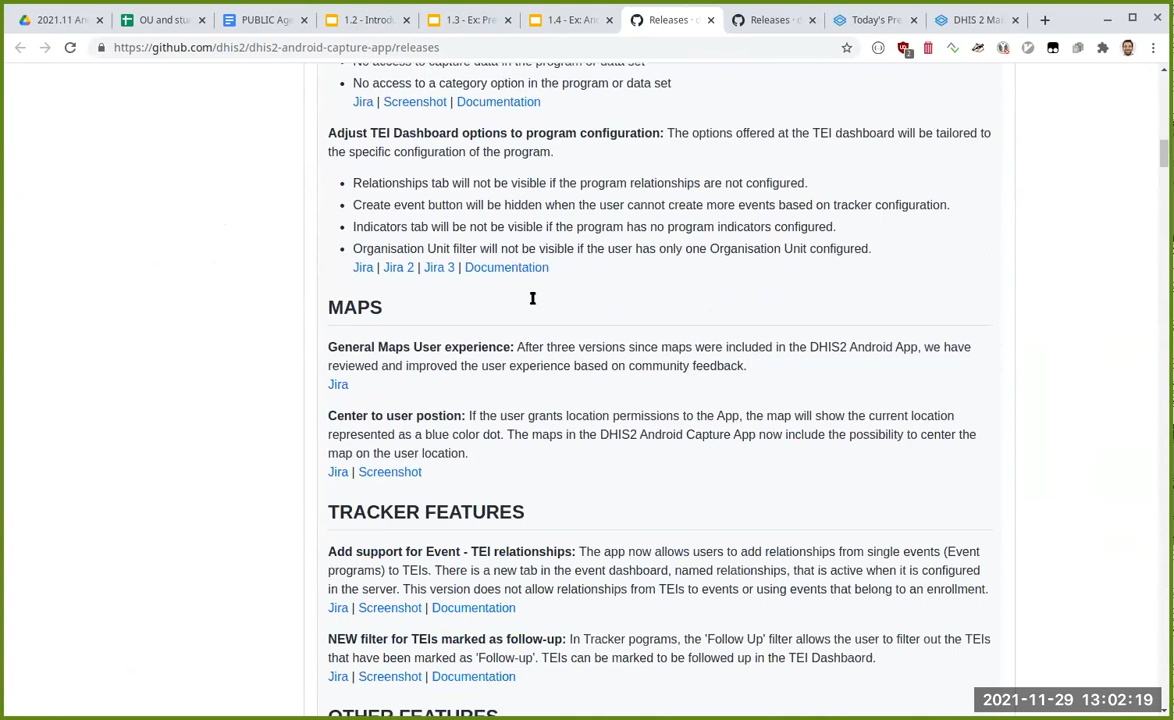 2021.11 An
OU and stu
PUBLIC Age
1.2 - Introdu
1.3 - Ex: Pre
1.4 - Ex: An
Releases · d
Releases · d
Today's Pre
DHIS 2 Mai
https://github.com/dhis2/dhis2-android-capture-app/releases
2
No access to capture data in the program or data set
No access to a category option in the program or data set
Jira | Screenshot | Documentation
Adjust TEI Dashboard options to program configuration: The options offered at the TEI dashboard will be tailored to
the specific configuration of the program.
Relationships tab will not be visible if the program relationships are not configured.
Create event button will be hidden when the user cannot create more events based on tracker configuration.
Indicators tab will be not be visible if the program has no program indicators configured.
Organisation Unit filter will not be visible if the user has only one Organisation Unit configured.
Jira | Jira 2 | Jira 3 | Documentation
MAPS
General Maps User experience: After three versions since maps were included in the DHIS2 Android App, we have
reviewed and improved the user experience based on community feedback.
Jira
Center to user postion: If the user grants location permissions to the App, the map will show the current location
represented as a blue color dot. The maps in the DHIS2 Android Capture App now include the possibility to center the
map on the user location.
Jira | Screenshot
TRACKER FEATURES
Add support for Event - TEI relationships: The app now allows users to add relationships from single events (Event
programs) to TEIs. There is a new tab in the event dashboard, named relationships, that is active when it is configured
in the server. This version does not allow relationships from TEIs to events or using events that belong to an enrollment.
Jira | Screenshot | Documentation
NEW filter for TEIs marked as follow-up: In Tracker pograms, the 'Follow Up' filter allows the user to filter out the TEIs
that have been marked as 'Follow-up'. TEIs can be marked to be followed up in the TEI Dashbaord.
Jira | Screenshot | Documentation
OTHER FEATURES
2021-11-29 13:02:19